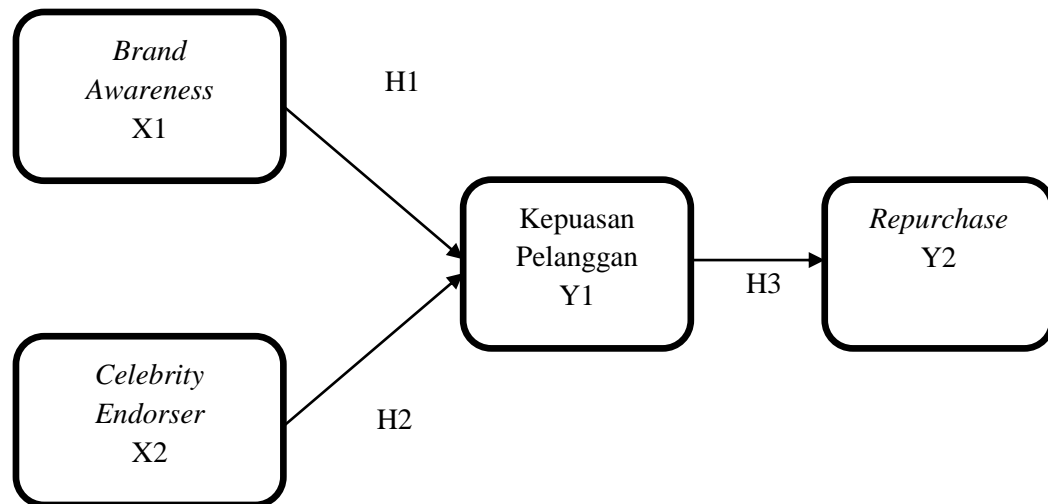 Brand
Awareness
X1
H1
Kepuasan
Pelanggan
Y1
H3
Repurchase
Y2
Celebrity
Endorser
X2
H2